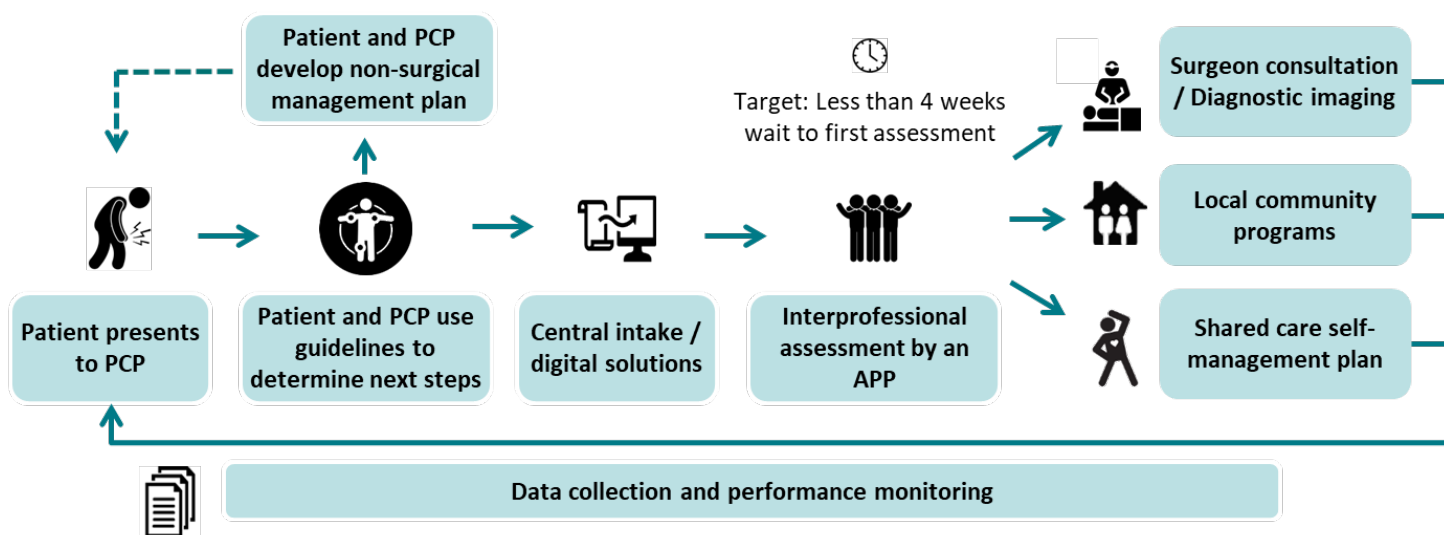 Patient and PCP
develop non-surgical
management plan
Target: Less than 4 weeks
wait to first assessment
Surgeon consultation
/ Diagnostic imaging
Local community
programs
Patient presents
to PCP
Patient and PCP use
guidelines to
determine next steps
Central intake /
digital solutions
Interprofessional
assessment by an
APP
Shared care self-
management plan
Data collection and performance monitoring